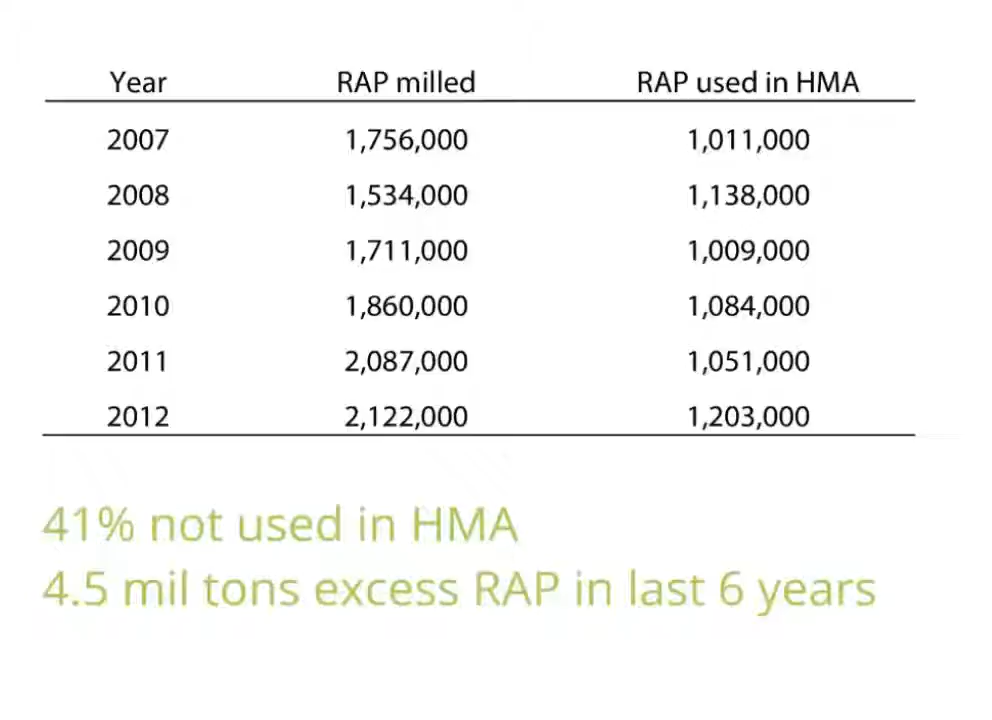 Year RAP milled RAP used in HMA
2007 1,756,000 1,011,000
2008 1,534,000 1,138,000
2009 1,711,000 1,009,000
2010 1,860,000 1,084,000
2011 2,087,000 1,051,000
2012 2,122,000 1,203,000
41% not used in HMA
4.5 mil tons excess RAP in last 6 years